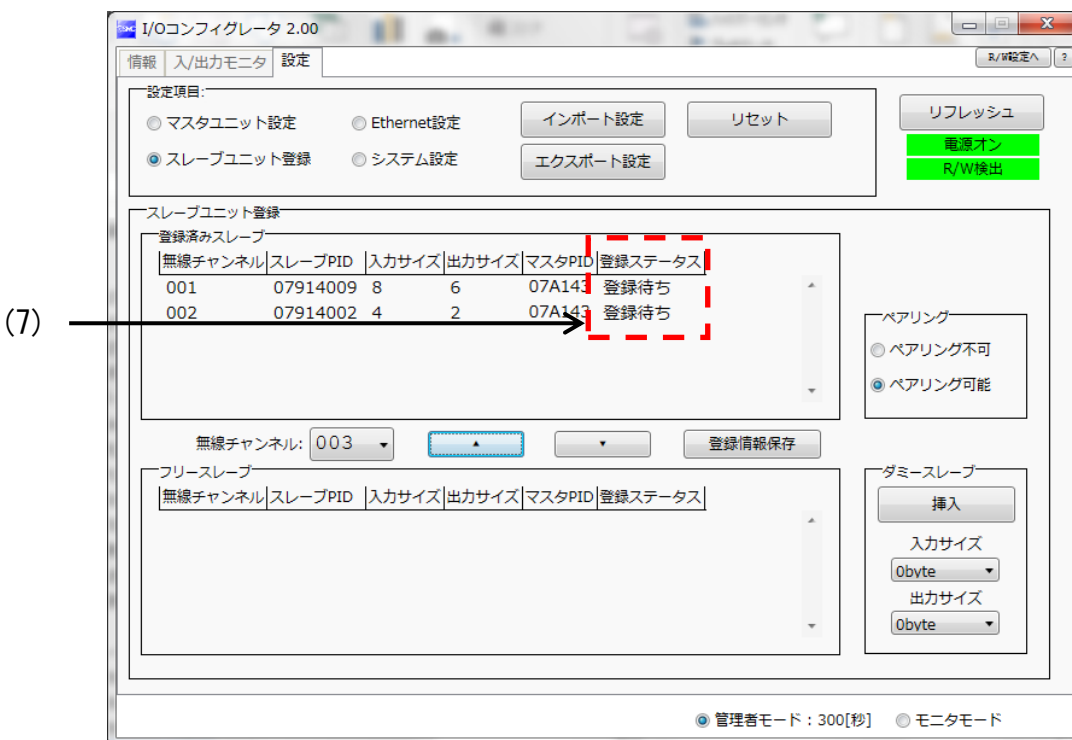 I/Oコンフィグレータ 2.00
情報 入/出力モニタ 設定
R/W設定へ ?
設定項目:
マスタユニット設定 Ethernet設定 インポート設定 リセット リフレッシュ
スレーブユニット登録 システム設定 エクスポート設定 電源オン
R/W検出
スレーブユニット登録
登録済みスレーブ
無線チャンネル スレーブPID 入力サイズ 出力サイズ マスタPID 登録ステータス
001 07914009 8 6 07A143 登録待ち
002 07914002 4 2 07A143 登録待ち
(7)
ペアリング
ペアリング不可
ペアリング可能
無線チャンネル: 003 登録情報保存
フリースレーブ
無線チャンネル スレーブPID 入力サイズ 出力サイズ マスタPID 登録ステータス
ダミースレーブ
挿入
入力サイズ
0byte
出力サイズ
0byte
管理者モード : 300[秒] モニタモード